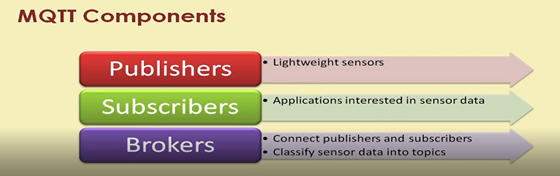 MQTT Components
Publishers
• Lightweight sensors
Subscribers
• Applications interested in sensor data
Brokers
• Connect publishers and subscribers
• Classify sensor data into topics